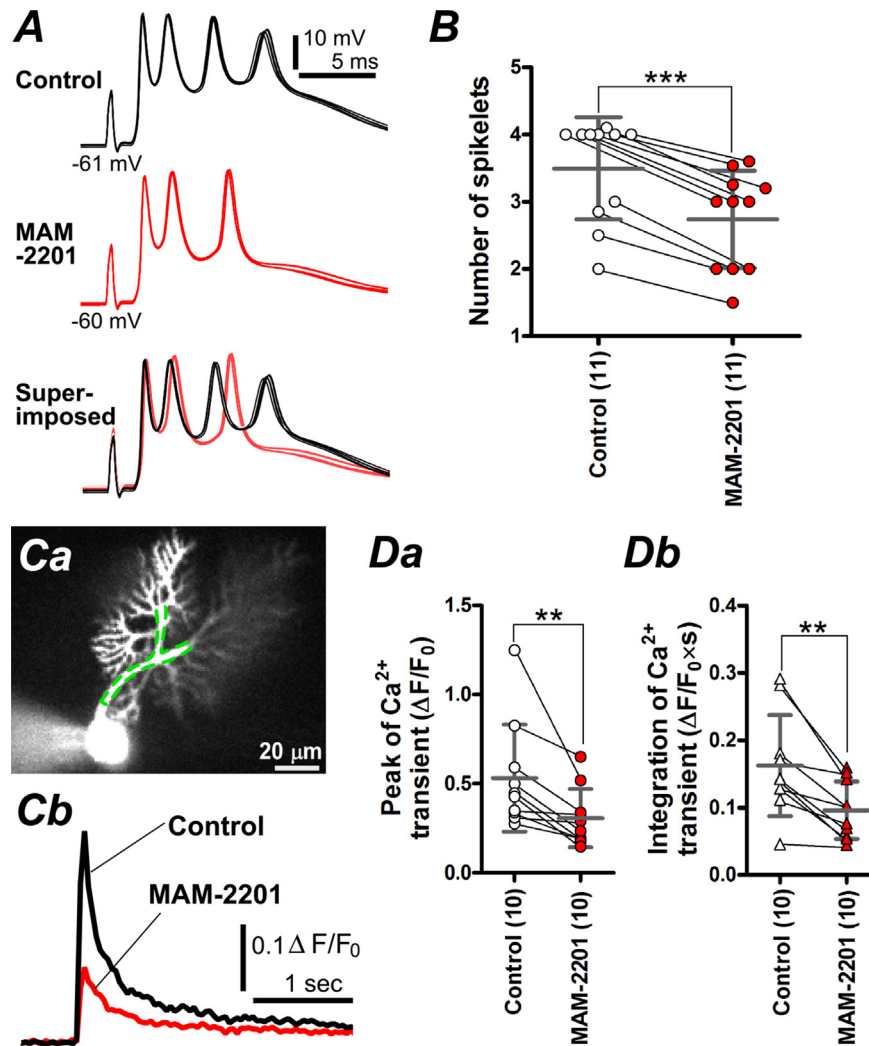 A
Control
10 mV
5 ms
-61 mV
MAM
-2201
-60 mV
Super-
imposed
B
***
Number of spikelets
5
4
3
2
1
Control (11)
MAM-2201 (11)
Ca
20 μm
Cb
Control
MAM-2201
0.1 Δ F/F₀
1 sec
Da
**
Peak of Ca²⁺
transient (ΔF/F₀)
1.5
1.0
0.5
0.0
Control (10)
MAM-2201 (10)
Db
**
Integration of Ca²⁺
transient (ΔF/F₀×s)
0.4
0.3
0.2
0.1
0.0
Control (10)
MAM-2201 (10)